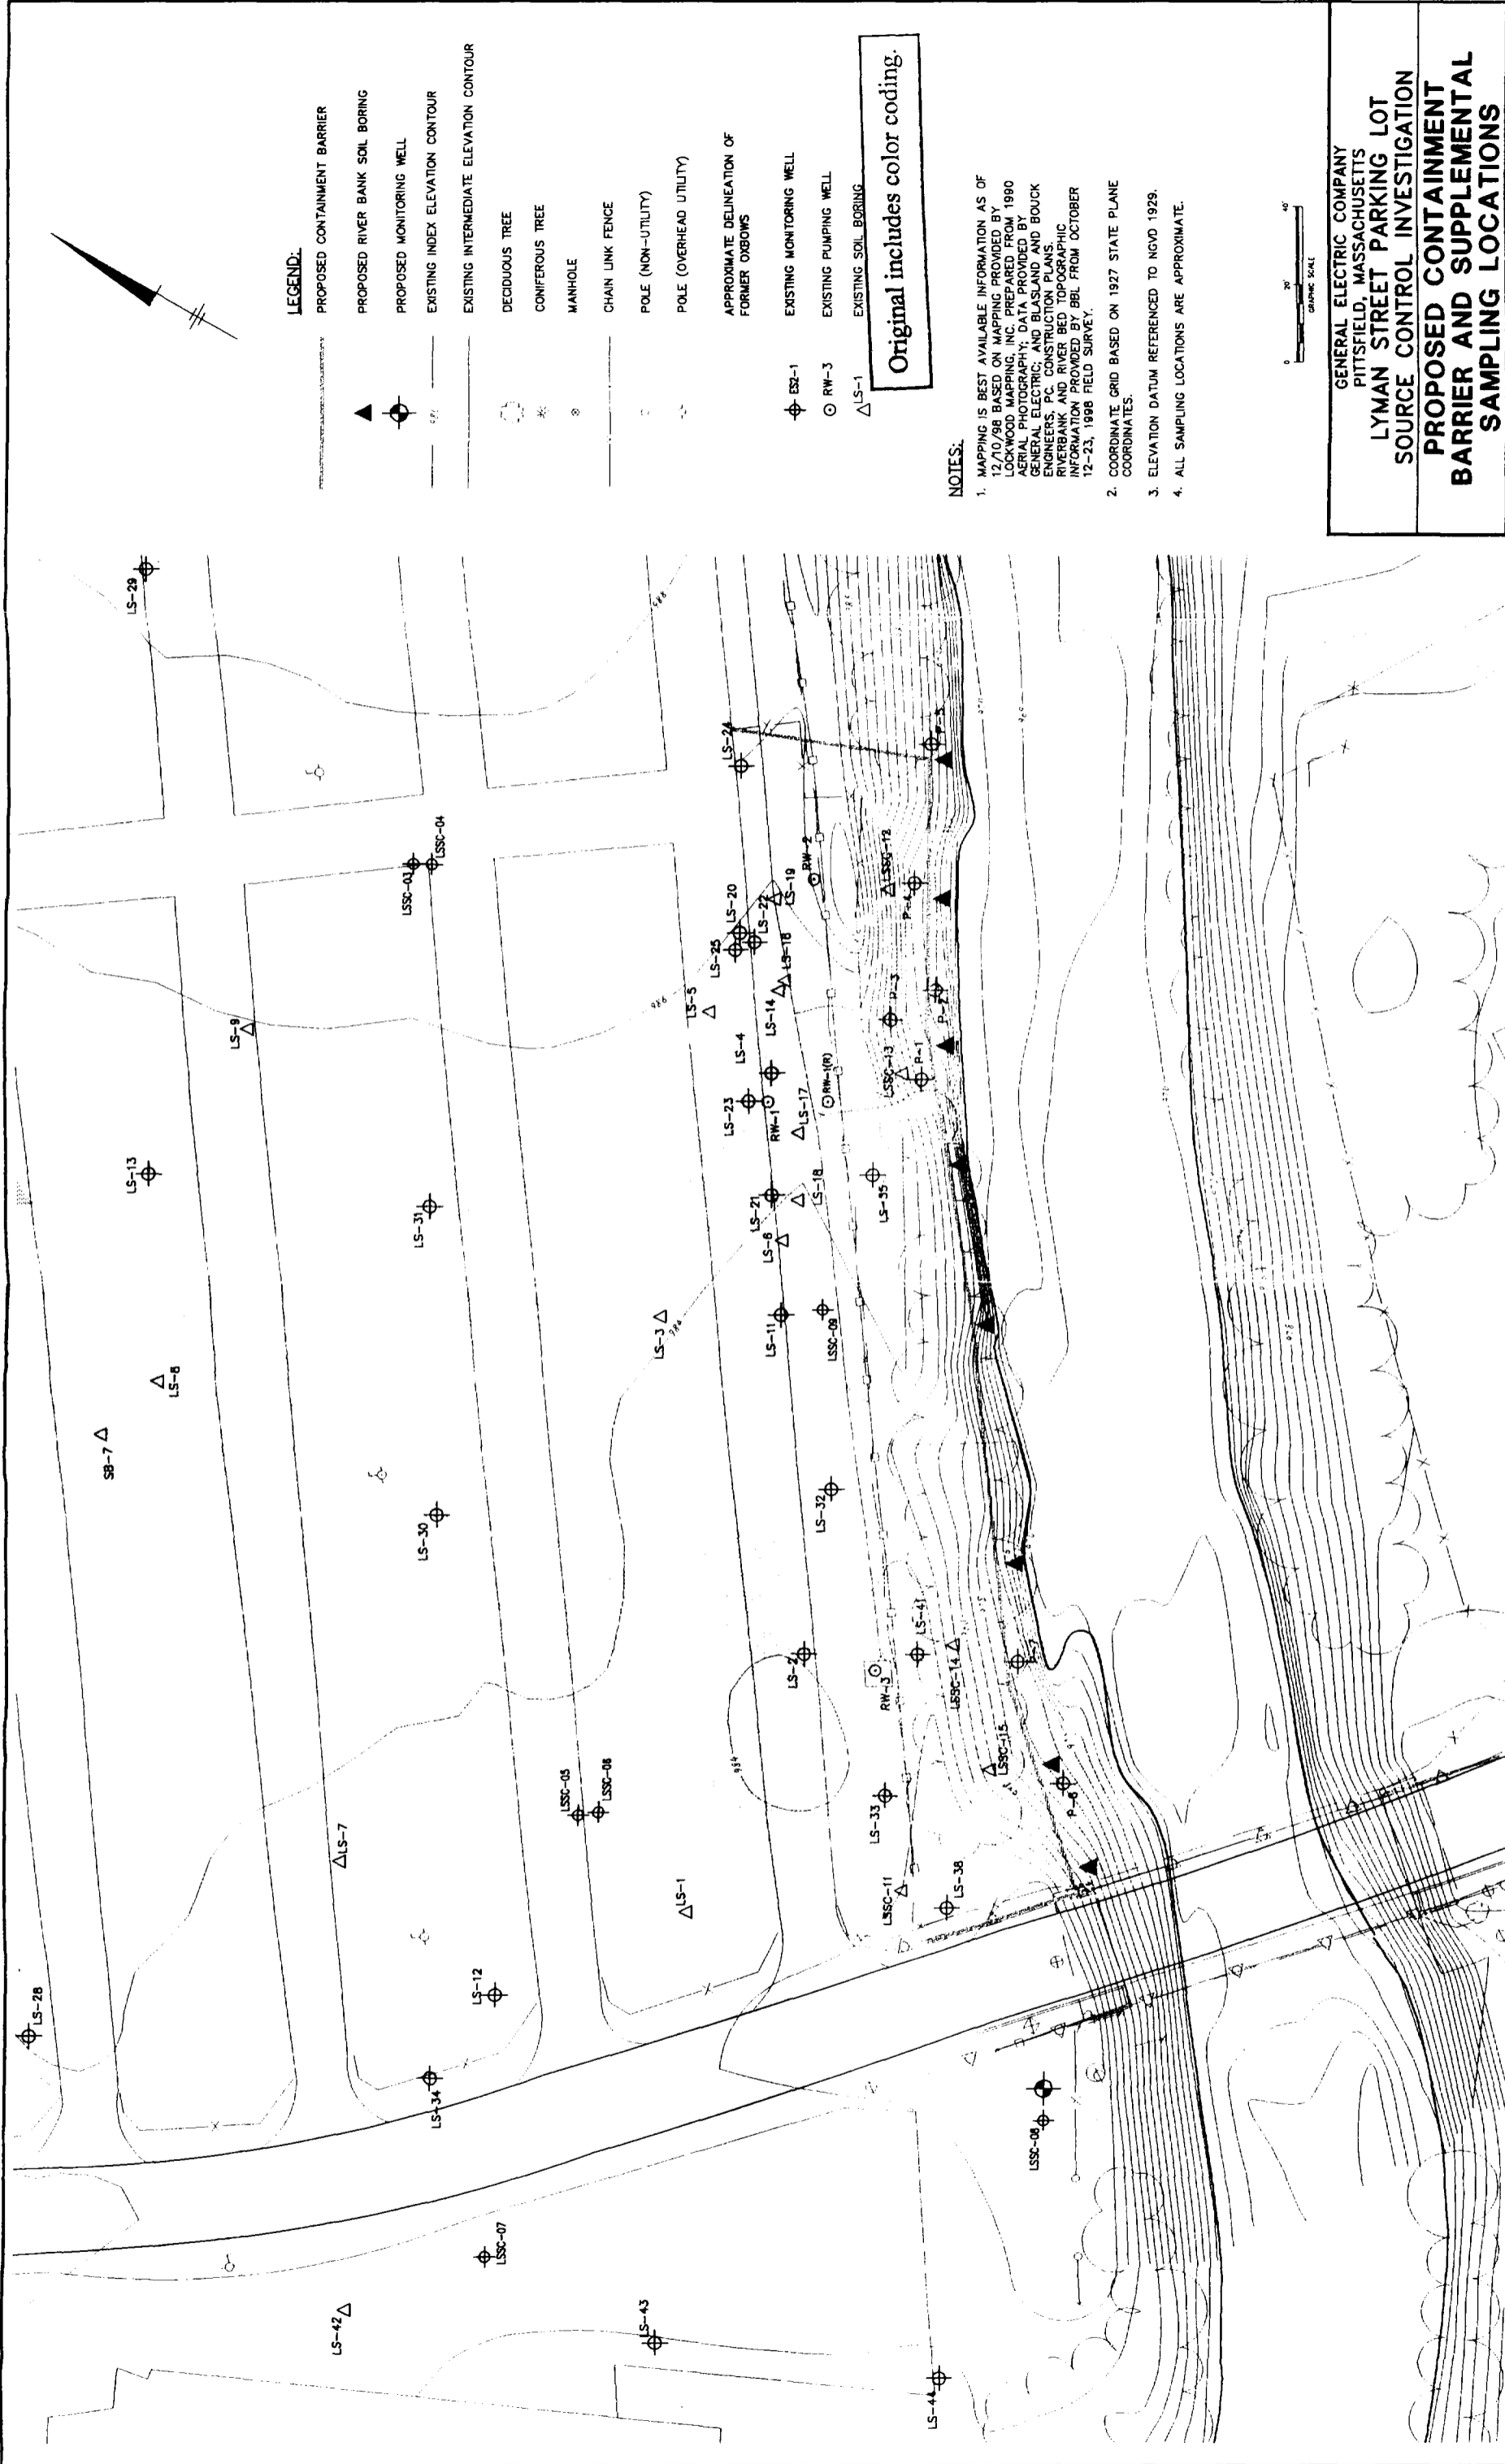 LEGEND:
PROPOSED CONTAINMENT BARRIER
PROPOSED RIVER BANK SOIL BORING
PROPOSED MONITORING WELL
EXISTING INDEX ELEVATION CONTOUR
EXISTING INTERMEDIATE ELEVATION CONTOUR
DECIDUOUS TREE
CONIFEROUS TREE
MANHOLE
CHAIN LINK FENCE
POLE (NON-UTILITY)
POLE (OVERHEAD UTILITY)
APPROXIMATE DELINEATION OF
FORMER OXBOWS
ES2-1 EXISTING MONITORING WELL
RW-3 EXISTING PUMPING WELL
LS-1 EXISTING SOIL BORING
Original includes color coding.
NOTES:
1. MAPPING IS BEST AVAILABLE INFORMATION AS OF
12/10/98 BASED ON MAPPING PROVIDED BY
LOCKWOOD MAPPING, INC. PREPARED FROM 1990
AERIAL PHOTOGRAPHY; DATA PROVIDED BY
GENERAL ELECTRIC; AND BLASLAND AND BOUCK
ENGINEERS, PC. CONSTRUCTION PLANS.
RIVERBANK AND RIVER BED TOPOGRAPHIC
INFORMATION PROVIDED BY BBL FROM OCTOBER
12-23, 1998 FIELD SURVEY.
2. COORDINATE GRID BASED ON 1927 STATE PLANE
COORDINATES.
3. ELEVATION DATUM REFERENCED TO NGVD 1929.
4. ALL SAMPLING LOCATIONS ARE APPROXIMATE.
0 20' 40'
GRAPHIC SCALE
GENERAL ELECTRIC COMPANY
PITTSFIELD, MASSACHUSETTS
LYMAN STREET PARKING LOT
SOURCE CONTROL INVESTIGATION
PROPOSED CONTAINMENT
BARRIER AND SUPPLEMENTAL
SAMPLING LOCATIONS
LS-29
LSSC-03
LSSC-04
LS-9
LS-13
LS-31
LS-8
SB-7
LS-30
LS-3
LS-28
LS-7
LSSC-05
LSSC-06
LS-1
LS-12
LS-34
LSSC-07
LS-42
LS-43
LS-44
LSSC-08
LS-24
RW-2
LS-19
LS-20
LS-22
LS-25
LS-5
LS-14
LS-4
LS-23
RW-1
LS-17
RW-1(R)
LS-21
LS-18
LS-6
LS-11
LSSC-09
LS-35
LS-32
LS-2
RW-3
LS-41
LSSC-14
LSSC-15
LS-33
LSSC-11
LS-38
P-6
P-7
P-1
P-2
P-3
P-4
P-5
LSSC-12
LSSC-13
986
984